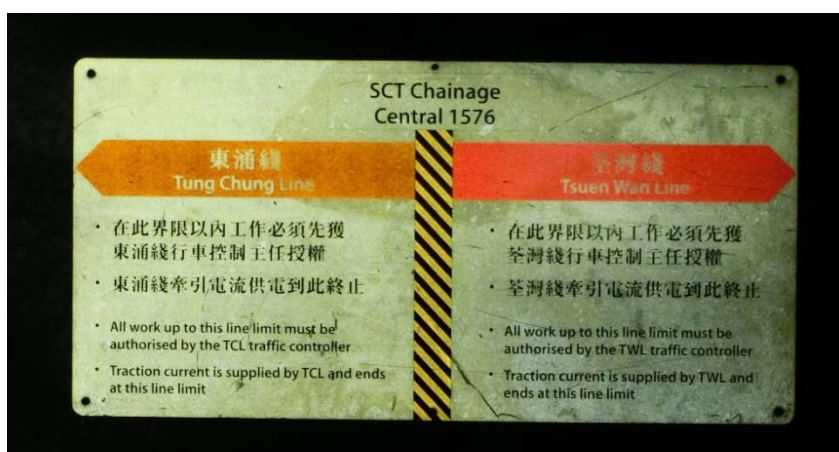 SCT Chainage
Central 1576
東涌綫
Tung Chung Line
· 在此界限以內工作必須先獲
東涌綫行車控制主任授權
· 東涌綫牽引電流供電到此終止
· All work up to this line limit must be
authorised by the TCL traffic controller
· Traction current is supplied by TCL and ends
at this line limit
荃灣綫
Tsuen Wan Line
· 在此界限以內工作必須先獲
荃灣綫行車控制主任授權
· 荃灣綫牽引電流供電到此終止
· All work up to this line limit must be
authorised by the TWL traffic controller
· Traction current is supplied by TWL and
ends at this line limit